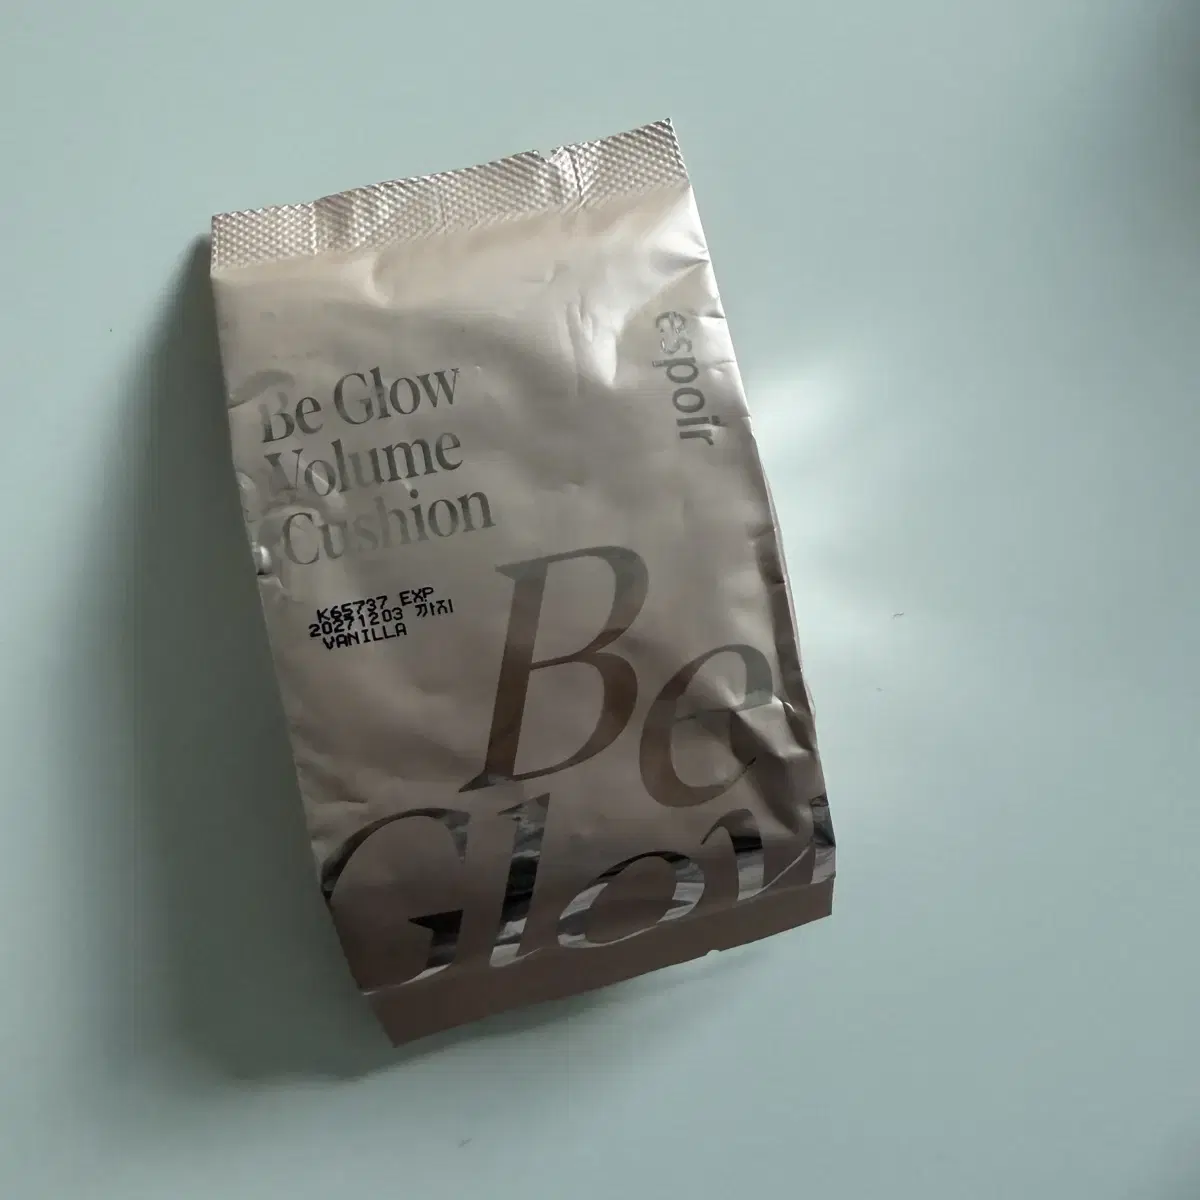 Be Glow
Volume
Cushion
espoir
K65737 EXP
20271203 까지
VANILLA
Be
Glow